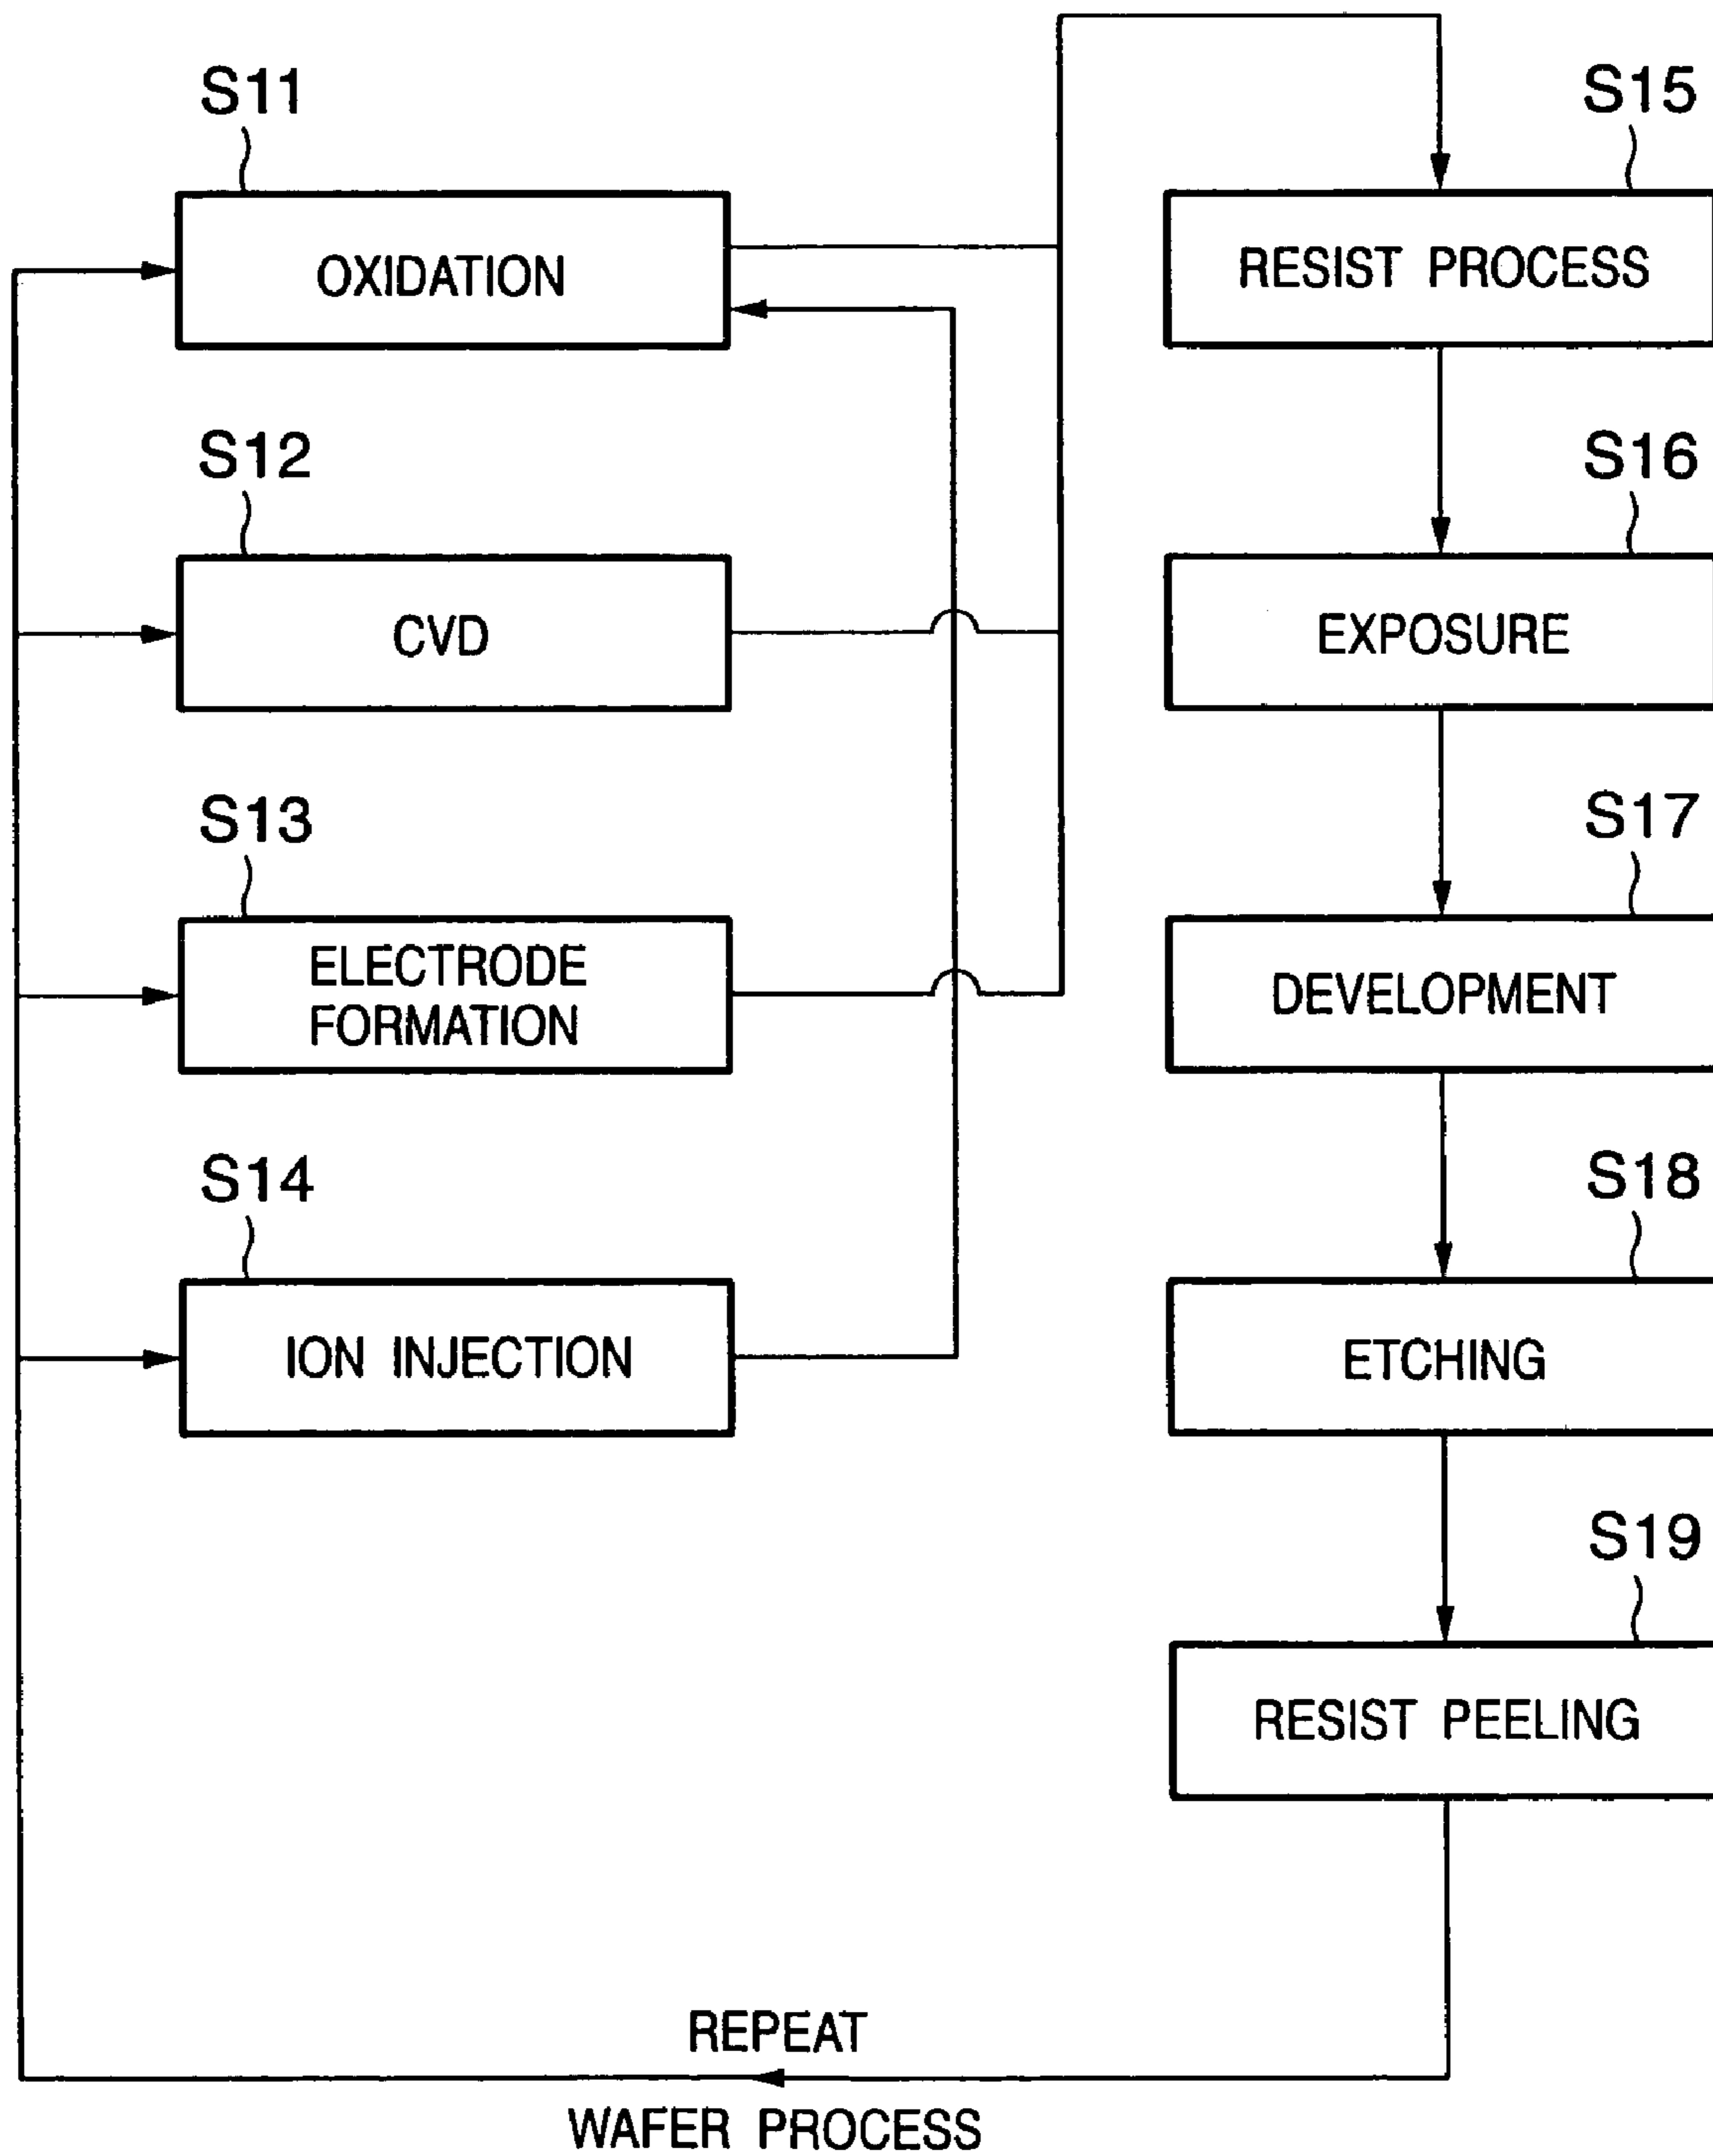 S11
OXIDATION
S12
CVD
S13
ELECTRODE
FORMATION
S14
ION INJECTION
S15
RESIST PROCESS
S16
EXPOSURE
S17
DEVELOPMENT
S18
ETCHING
S19
RESIST PEELING
REPEAT
WAFER PROCESS